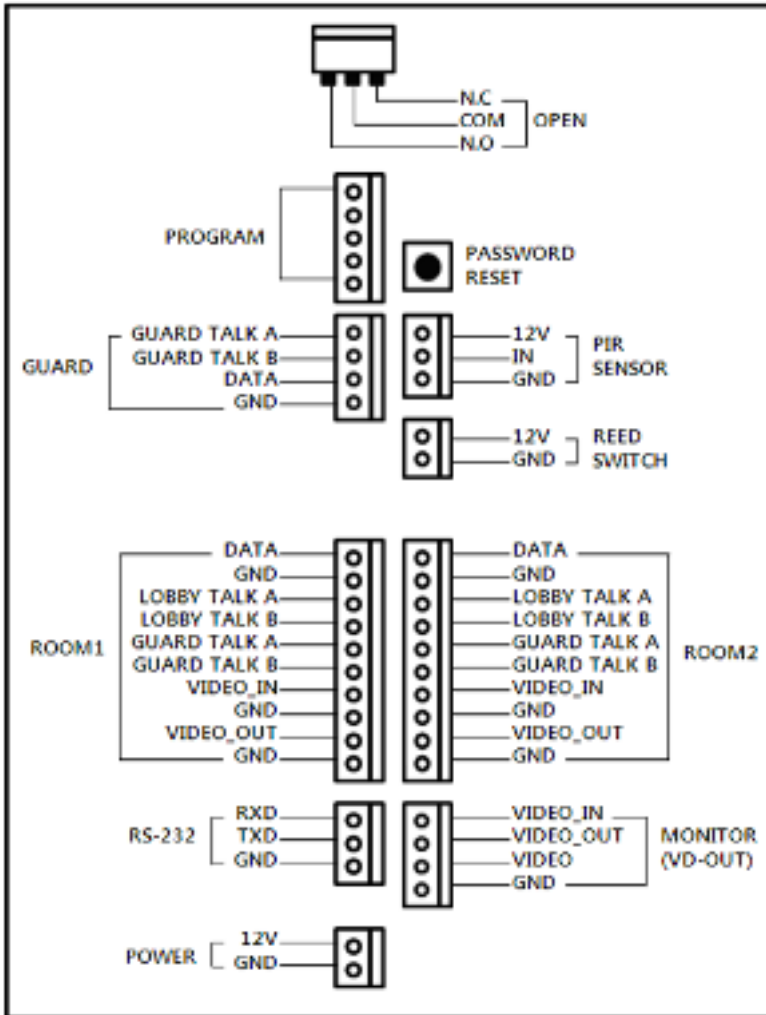 N.C
COM
N.O
OPEN
PROGRAM
PASSWORD
RESET
GUARD
GUARD TALK A
GUARD TALK B
DATA
GND
12V
IN
GND
PIR
SENSOR
12V
GND
REED
SWITCH
ROOM1
DATA
GND
LOBBY TALK A
LOBBY TALK B
GUARD TALK A
GUARD TALK B
VIDEO_IN
GND
VIDEO_OUT
GND
DATA
GND
LOBBY TALK A
LOBBY TALK B
GUARD TALK A
GUARD TALK B
VIDEO_IN
GND
VIDEO_OUT
GND
ROOM2
RS-232
RXD
TXD
GND
VIDEO_IN
VIDEO_OUT
VIDEO
GND
MONITOR
(VD-OUT)
POWER
12V
GND